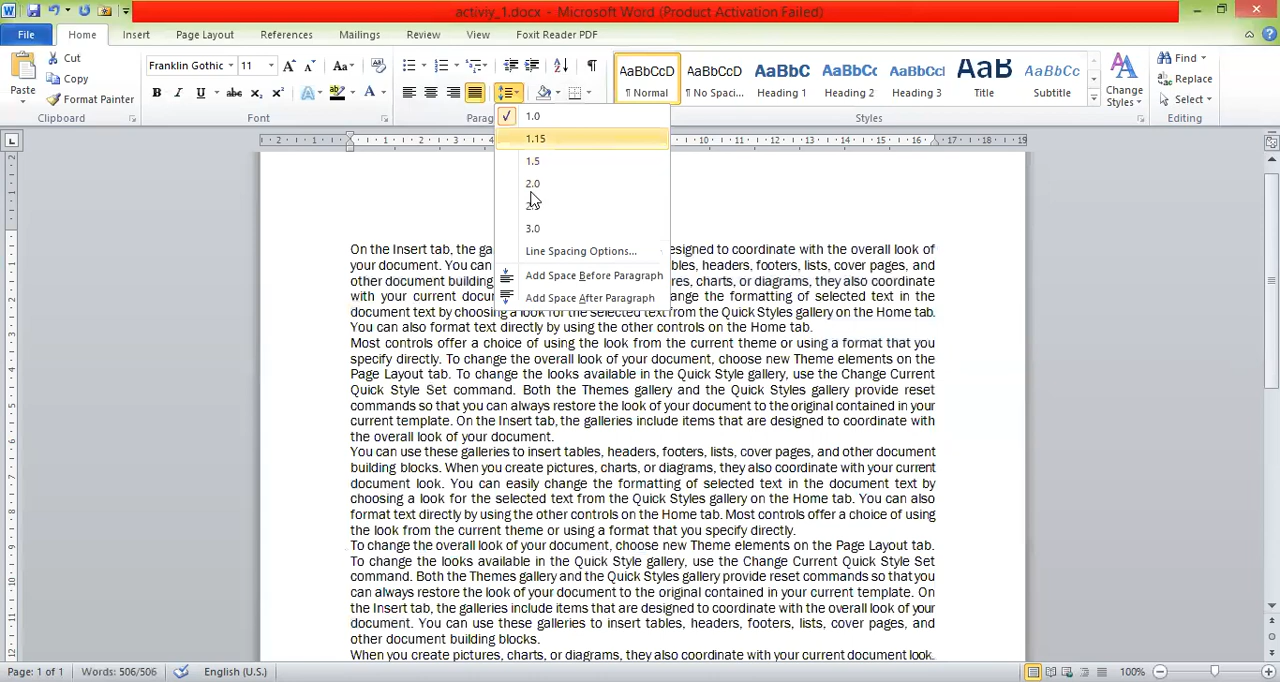 activiy_1.docx - Microsoft Word (Product Activation Failed)
File Home Insert Page Layout References Mailings Review View Foxit Reader PDF
Paste
Cut
Copy
Format Painter
Clipboard
Franklin Gothic 11
Font
Paragr
AaBbCcD AaBbCcD AaBbC AaBbCc AaBbCcI AaB AaBbCc.
¶ Normal ¶ No Spaci... Heading 1 Heading 2 Heading 3 Title Subtitle
Change
Styles
Styles
Find
Replace
Select
Editing
1.0
1.15
1.5
2.0
3.0
Line Spacing Options...
Add Space Before Paragraph
Add Space After Paragraph
On the Insert tab, the ga esigned to coordinate with the overall look of
your document. You can bles, headers, footers, lists, cover pages, and
other document building res, charts, or diagrams, they also coordinate
with your current docum ange the formatting of selected text in the
document text by choosing a look for the selected text from the Quick Styles gallery on the Home tab.
You can also format text directly by using the other controls on the Home tab.
Most controls offer a choice of using the look from the current theme or using a format that you
specify directly. To change the overall look of your document, choose new Theme elements on the
Page Layout tab. To change the looks available in the Quick Style gallery, use the Change Current
Quick Style Set command. Both the Themes gallery and the Quick Styles gallery provide reset
commands so that you can always restore the look of your document to the original contained in your
current template. On the Insert tab, the galleries include items that are designed to coordinate with
the overall look of your document.
You can use these galleries to insert tables, headers, footers, lists, cover pages, and other document
building blocks. When you create pictures, charts, or diagrams, they also coordinate with your current
document look. You can easily change the formatting of selected text in the document text by
choosing a look for the selected text from the Quick Styles gallery on the Home tab. You can also
format text directly by using the other controls on the Home tab. Most controls offer a choice of using
the look from the current theme or using a format that you specify directly.
To change the overall look of your document, choose new Theme elements on the Page Layout tab.
To change the looks available in the Quick Style gallery, use the Change Current Quick Style Set
command. Both the Themes gallery and the Quick Styles gallery provide reset commands so that you
can always restore the look of your document to the original contained in your current template. On
the Insert tab, the galleries include items that are designed to coordinate with the overall look of your
document. You can use these galleries to insert tables, headers, footers, lists, cover pages, and
other document building blocks.
When you create pictures, charts, or diagrams, they also coordinate with your current document look.
Page: 1 of 1 Words: 506/506 English (U.S.) 100%